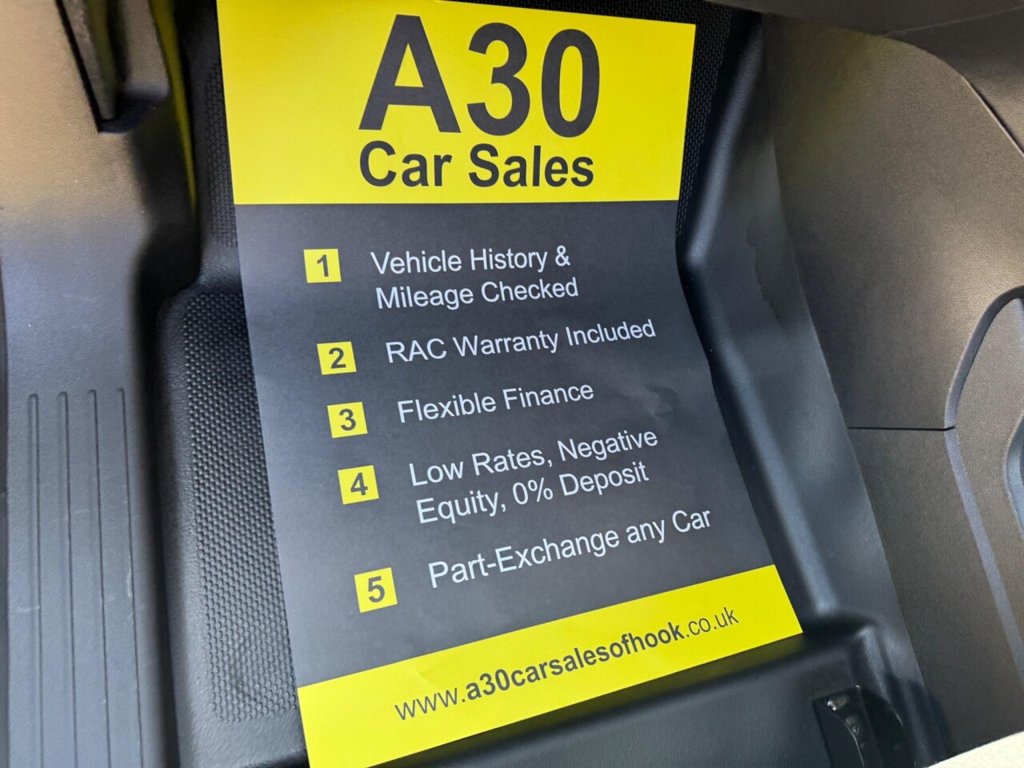 A30
Car Sales
1 Vehicle History &
Mileage Checked
2 RAC Warranty Included
3 Flexible Finance
4 Low Rates, Negative
Equity, 0% Deposit
5 Part-Exchange any Car
www.a30carsalesofhook.co.uk